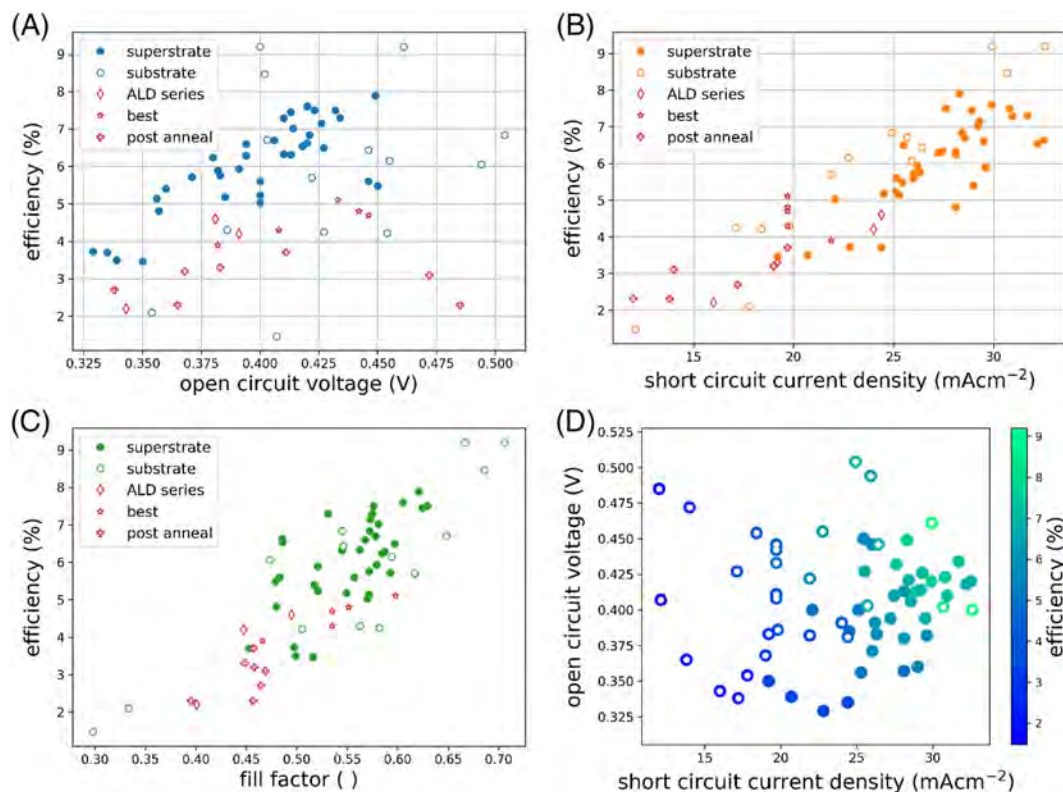 (A)
9
8
7
6
5
4
3
2
efficiency (%)
superstrate
substrate
ALD series
best
post anneal
0.325 0.350 0.375 0.400 0.425 0.450 0.475 0.500
open circuit voltage (V)
(B)
9
8
7
6
5
4
3
2
efficiency (%)
superstrate
substrate
ALD series
best
post anneal
15 20 25 30
short circuit current density (mAcm⁻²)
(C)
9
8
7
6
5
4
3
2
efficiency (%)
superstrate
substrate
ALD series
best
post anneal
0.30 0.35 0.40 0.45 0.50 0.55 0.60 0.65 0.70
fill factor ( )
(D)
0.525
0.500
0.475
0.450
0.425
0.400
0.375
0.350
0.325
open circuit voltage (V)
15 20 25 30
short circuit current density (mAcm⁻²)
9
8
7
6
5
4
3
2
efficiency (%)